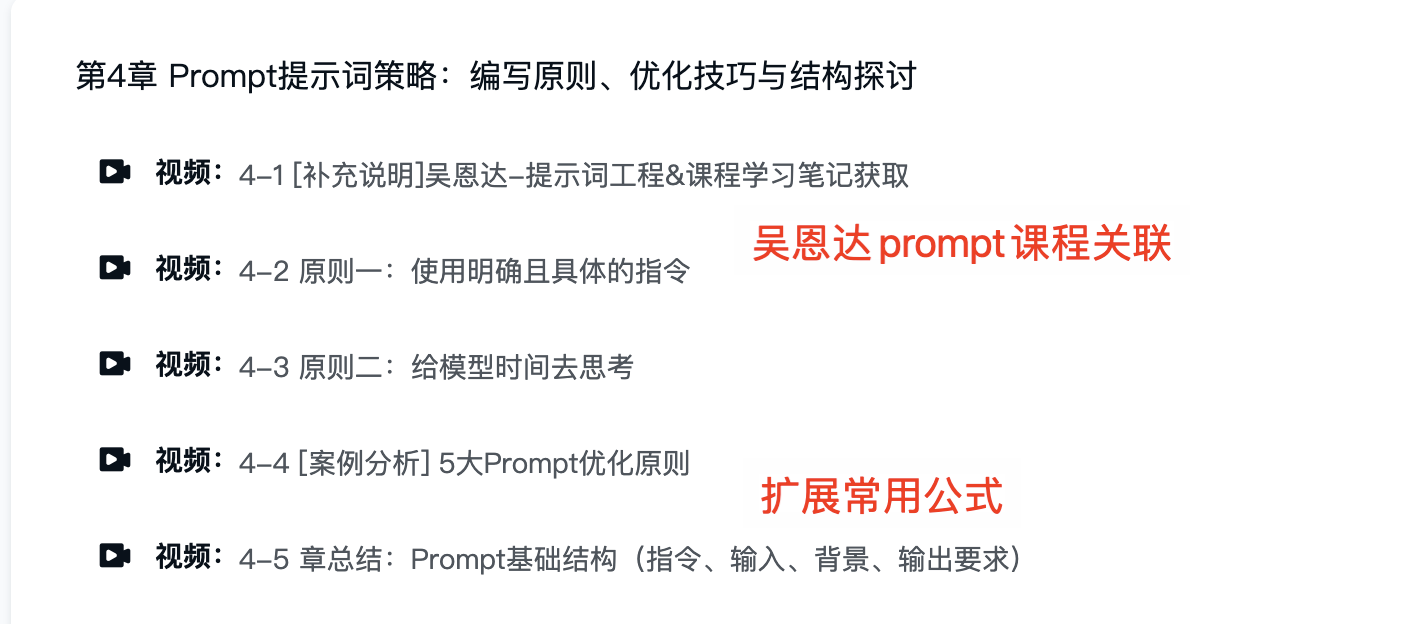 第4章 Prompt提示词策略：编写原则、优化技巧与结构探讨
视频： 4-1 [补充说明]吴恩达-提示词工程&课程学习笔记获取
吴恩达prompt课程关联
视频： 4-2 原则一：使用明确且具体的指令
视频： 4-3 原则二：给模型时间去思考
视频： 4-4 [案例分析] 5大Prompt优化原则
扩展常用公式
视频： 4-5 章总结：Prompt基础结构（指令、输入、背景、输出要求）